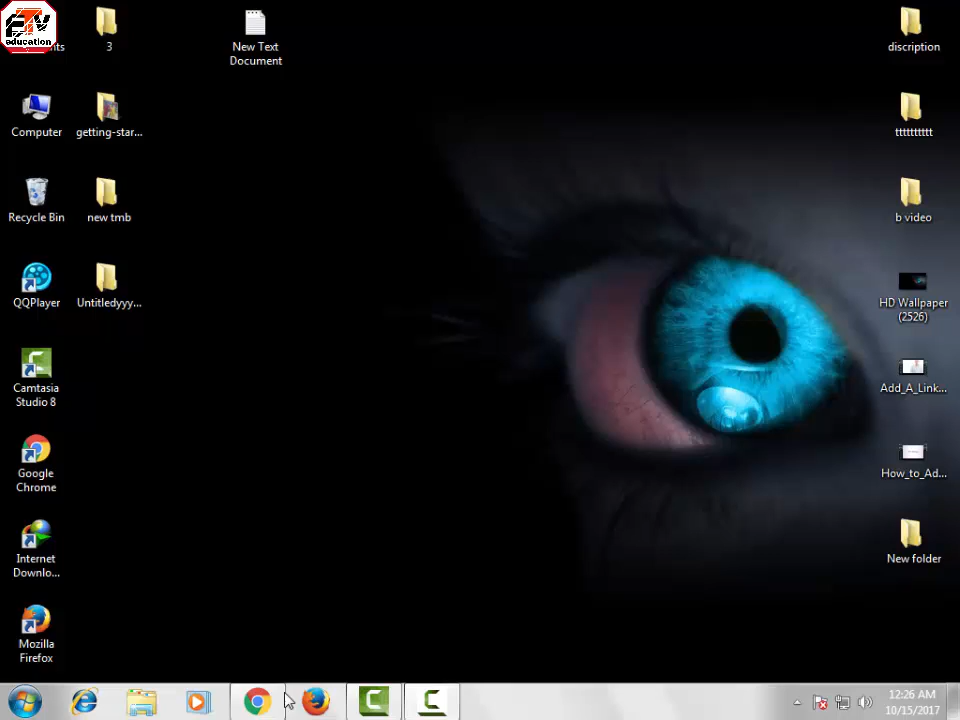 ETV
education
nts
3
New Text
Document
discription
Computer
getting-star...
tttttttttt
Recycle Bin
new tmb
b video
QQPlayer
Untitledyyy...
HD Wallpaper
(2526)
Camtasia
Studio 8
Add_A_Link...
Google
Chrome
How_to_Ad...
Internet
Downlo...
New folder
Mozilla
Firefox
12:26 AM
10/15/2017